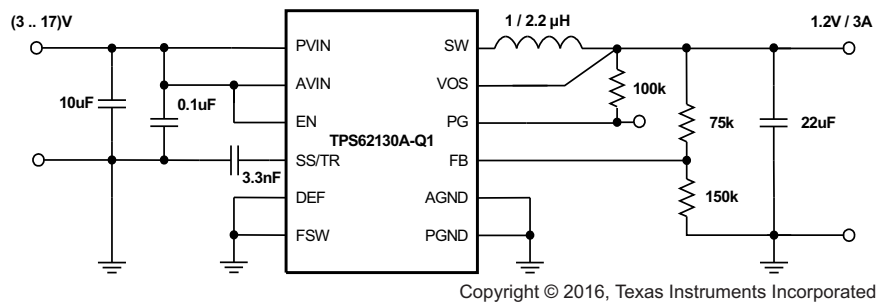 (3 .. 17)V
1 / 2.2 µH
1.2V / 3A
PVIN
SW
AVIN
VOS
100k
10uF
0.1uF
EN
PG
75k
22uF
TPS62130A-Q1
SS/TR
FB
3.3nF
DEF
AGND
150k
FSW
PGND
Copyright © 2016, Texas Instruments Incorporated